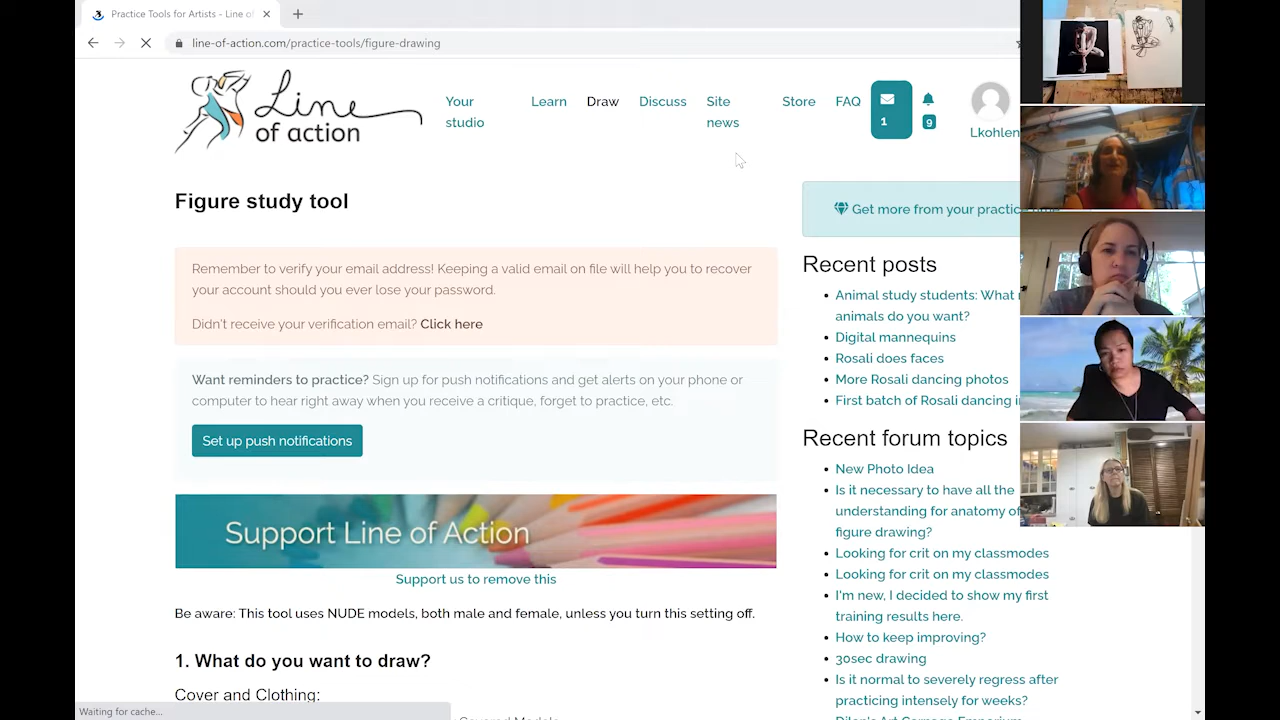 Practice Tools for Artists - Line of
line-of-action.com/practice-tools/figure-drawing
Line
OF action
Your
studio
Learn
Draw
Discuss
Site
news
Store
FAQ
1
9
Lkohlen
Figure study tool
Remember to verify your email address! Keeping a valid email on file will help you to recover
your account should you ever lose your password.
Didn't receive your verification email? Click here
Want reminders to practice? Sign up for push notifications and get alerts on your phone or
computer to hear right away when you receive a critique, forget to practice, etc.
Set up push notifications
Support Line of Action
Support us to remove this
Be aware: This tool uses NUDE models, both male and female, unless you turn this setting off.
1. What do you want to draw?
Cover and Clothing:
Get more from your practice time
Recent posts
Animal study students: What
animals do you want?
Digital mannequins
Rosali does faces
More Rosali dancing photos
First batch of Rosali dancing
Recent forum topics
New Photo Idea
Is it necessary to have all the
understanding for anatomy of
figure drawing?
Looking for crit on my classmodes
Looking for crit on my classmodes
I'm new, I decided to show my first
training results here.
How to keep improving?
30sec drawing
Is it normal to severely regress after
practicing intensely for weeks?
Waiting for cache...